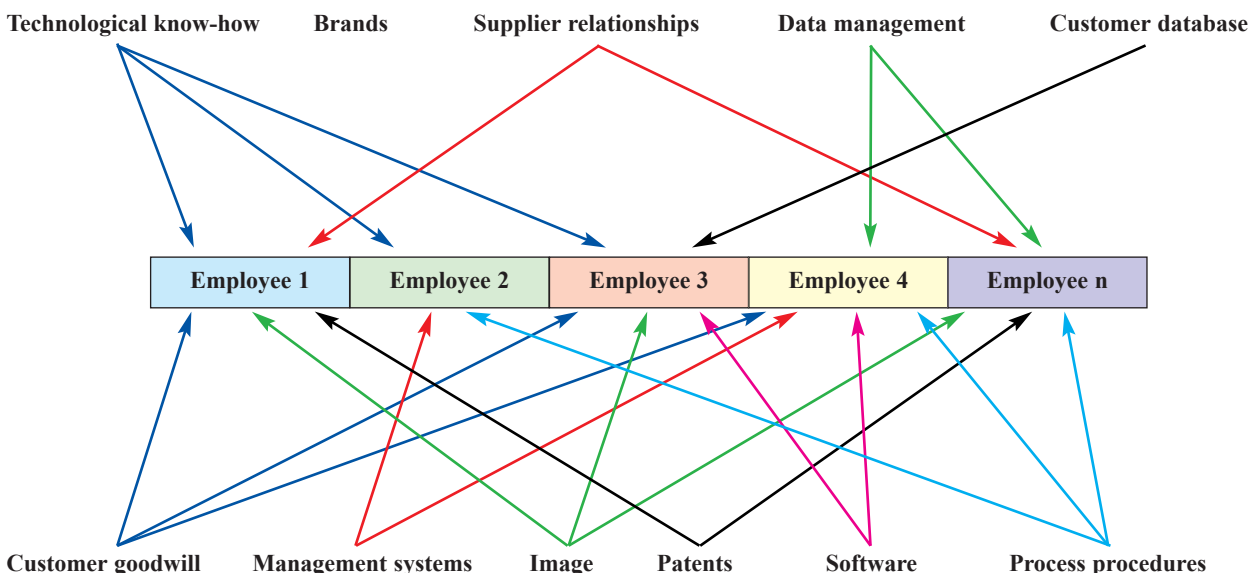 Technological know-how Brands Supplier relationships Data management Customer database
Employee 1 Employee 2 Employee 3 Employee 4 Employee n
Customer goodwill Management systems Image Patents Software Process procedures